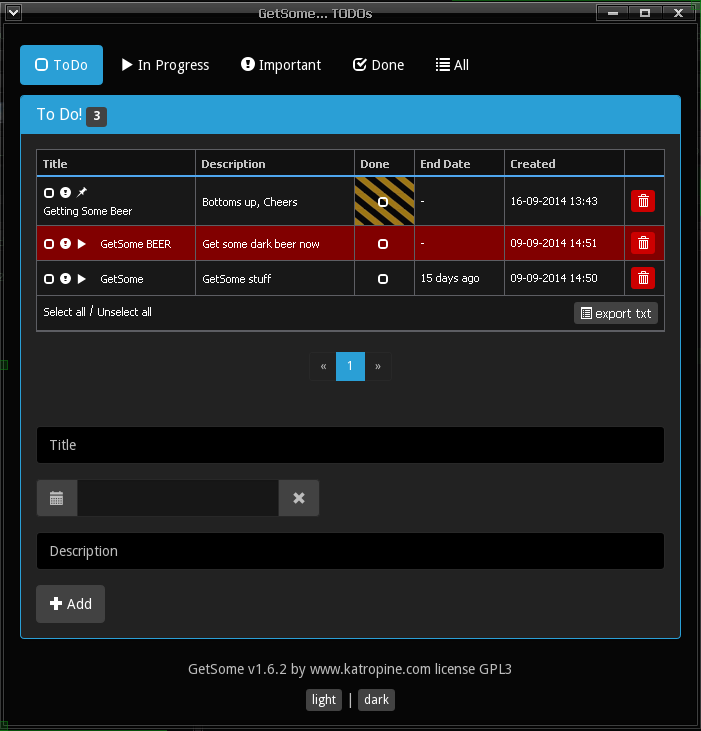 GetSome... TODOs
ToDo In Progress Important Done All
To Do! 3
Title Description Done End Date Created
Getting Some Beer Bottoms up, Cheers - 16-09-2014 13:43
GetSome BEER Get some dark beer now - 09-09-2014 14:51
GetSome GetSome stuff 15 days ago 09-09-2014 14:50
Select all / Unselect all export txt
« 1 »
Title
Description
Add
GetSome v1.6.2 by www.katropine.com license GPL3
light | dark